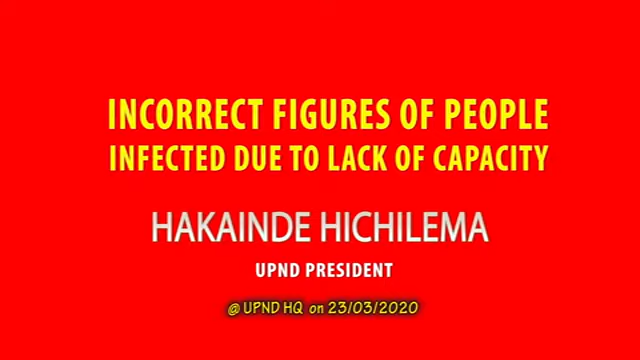 INCORRECT FIGURES OF PEOPLE
INFECTED DUE TO LACK OF CAPACITY
HAKAINDE HICHILEMA
UPND PRESIDENT
@ UPND HQ on 23/03/2020